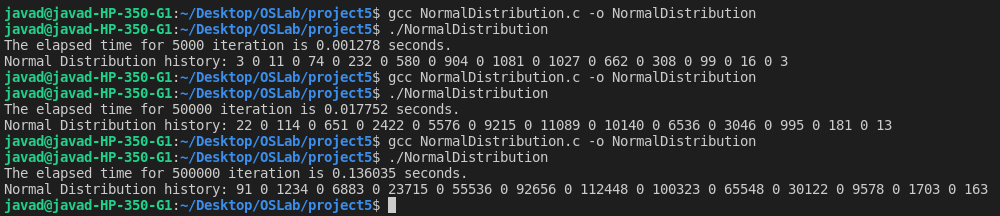 javad@javad-HP-350-G1:~/Desktop/OSLab/project5$ gcc NormalDistribution.c -o NormalDistribution
javad@javad-HP-350-G1:~/Desktop/OSLab/project5$ ./NormalDistribution
The elapsed time for 5000 iteration is 0.001278 seconds.
Normal Distribution history: 3 0 11 0 74 0 232 0 580 0 904 0 1081 0 1027 0 662 0 308 0 99 0 16 0 3
javad@javad-HP-350-G1:~/Desktop/OSLab/project5$ gcc NormalDistribution.c -o NormalDistribution
javad@javad-HP-350-G1:~/Desktop/OSLab/project5$ ./NormalDistribution
The elapsed time for 50000 iteration is 0.017752 seconds.
Normal Distribution history: 22 0 114 0 651 0 2422 0 5576 0 9215 0 11089 0 10140 0 6536 0 3046 0 995 0 181 0 13
javad@javad-HP-350-G1:~/Desktop/OSLab/project5$ gcc NormalDistribution.c -o NormalDistribution
javad@javad-HP-350-G1:~/Desktop/OSLab/project5$ ./NormalDistribution
The elapsed time for 500000 iteration is 0.136035 seconds.
Normal Distribution history: 91 0 1234 0 6883 0 23715 0 55536 0 92656 0 112448 0 100323 0 65548 0 30122 0 9578 0 1703 0 163
javad@javad-HP-350-G1:~/Desktop/OSLab/project5$